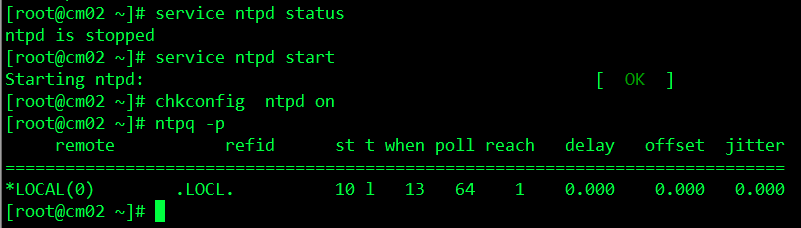 [root@cm02 ~]# service ntpd status
ntpd is stopped
[root@cm02 ~]# service ntpd start
Starting ntpd:                                             [  OK  ]
[root@cm02 ~]# chkconfig  ntpd on
[root@cm02 ~]# ntpq -p
     remote           refid      st t when poll reach   delay   offset  jitter
==============================================================================
*LOCAL(0)        .LOCL.          10 l   13   64    1    0.000    0.000   0.000
[root@cm02 ~]#